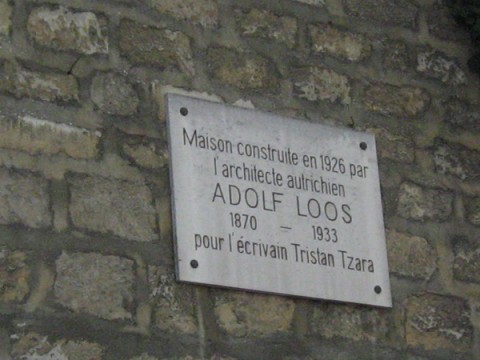 Maison construite en 1926 par
l'architecte autrichien
ADOLF LOOS
1870 – 1933
pour l'écrivain Tristan Tzara